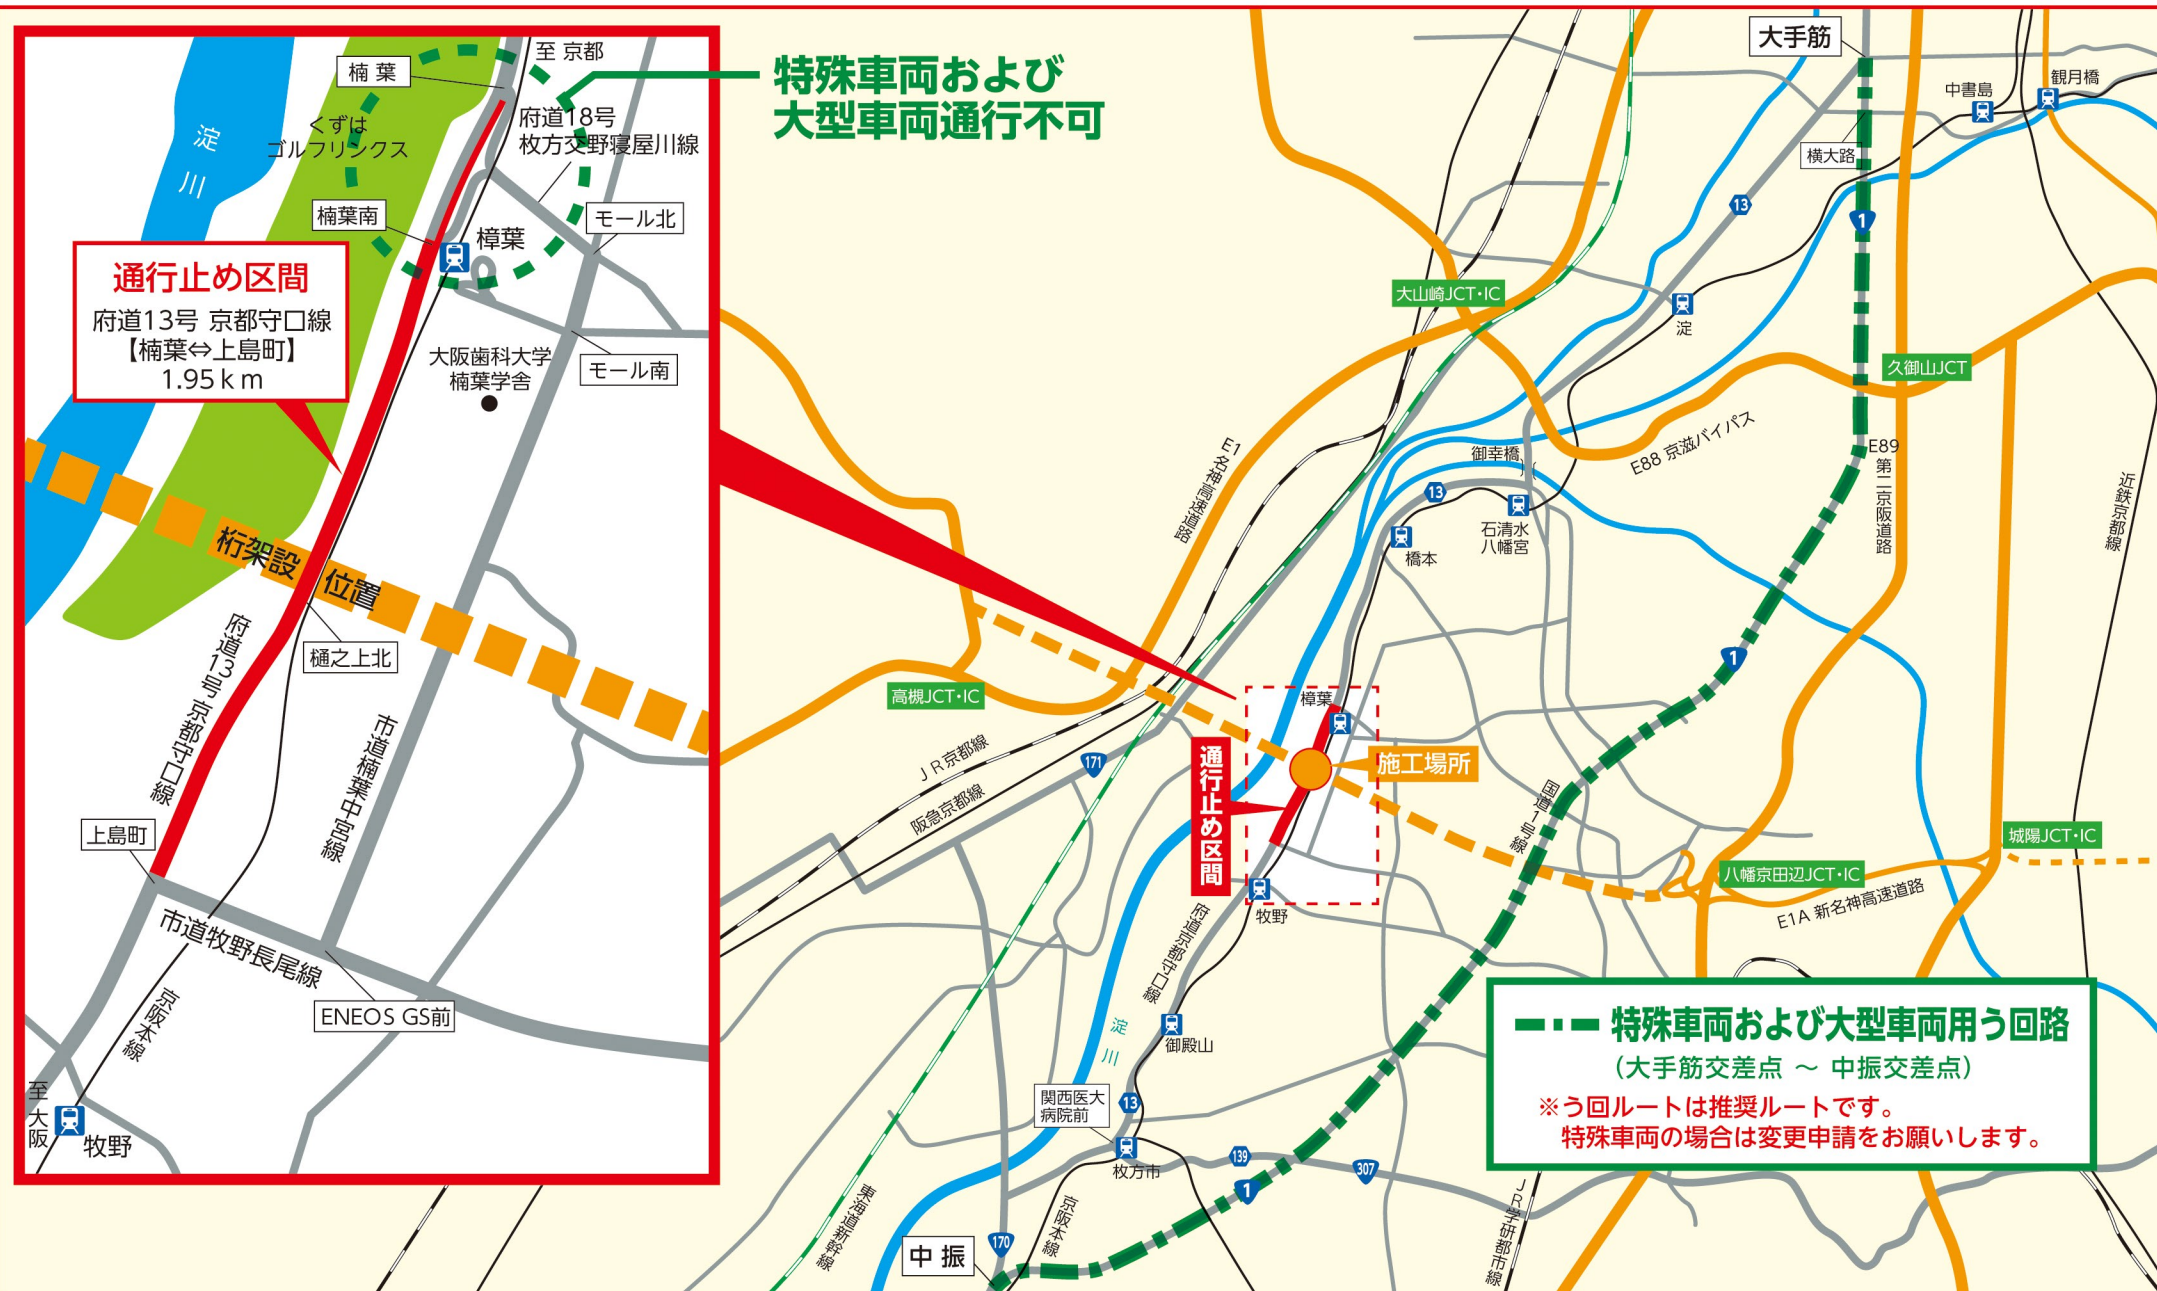 特殊車両および
大型車両通行不可
至 京都
楠 葉
淀川
くずは
ゴルフリンクス
府道18号
枚方交野寝屋川線
楠葉南
樟葉
モール北
通行止め区間
府道13号 京都守口線
【楠葉⇔上島町】
1.95km
大阪歯科大学
楠葉学舎
モール南
桁架設 位置
樋之上北
府道13号 京都守口線
市道楠葉中宮線
上島町
市道牧野長尾線
ENEOS GS前
京阪本線
至 大阪
牧野
大手筋
中書島
観月橋
横大路
13
1
大山崎JCT・IC
淀
久御山JCT
E1 名神高速道路
E88 京滋バイパス
E89 第二京阪道路
御幸橋
13
石清水
八幡宮
橋本
近鉄京都線
1
高槻JCT・IC
樟葉
JR京都線
171
阪急京都線
通行止め区間
施工場所
国道1号線
城陽JCT・IC
八幡京田辺JCT・IC
E1A 新名神高速道路
牧野
府道京都守口線
淀川
御殿山
関西医大
病院前
13
枚方市
139
307
1
東海道新幹線
京阪本線
170
中 振
JR学研都市線
特殊車両および大型車両用う回路
(大手筋交差点 ～ 中振交差点)
※う回ルートは推奨ルートです。
特殊車両の場合は変更申請をお願いします。